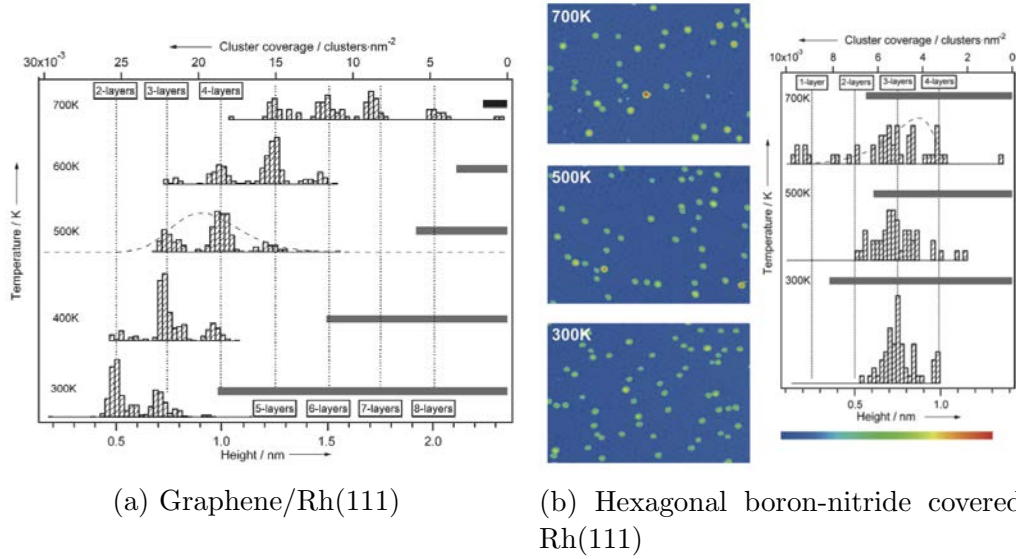 Cluster coverage / clusters·nm-2
30x10-3 25 20 15 10 5 0
2-layers 3-layers 4-layers
700K
600K
500K
400K
300K
5-layers 6-layers 7-layers 8-layers
Temperature / K
0.5 1.0 1.5 2.0
Height / nm
(a) Graphene/Rh(111)
700K
500K
300K
Cluster coverage / clusters·nm-2
10x10-3 8 6 4 2 0
1-layer 2-layers 3-layers 4-layers
700K
500K
300K
Temperature / K
0.5 1.0
Height / nm
(b) Hexagonal boron-nitride covered
Rh(111)